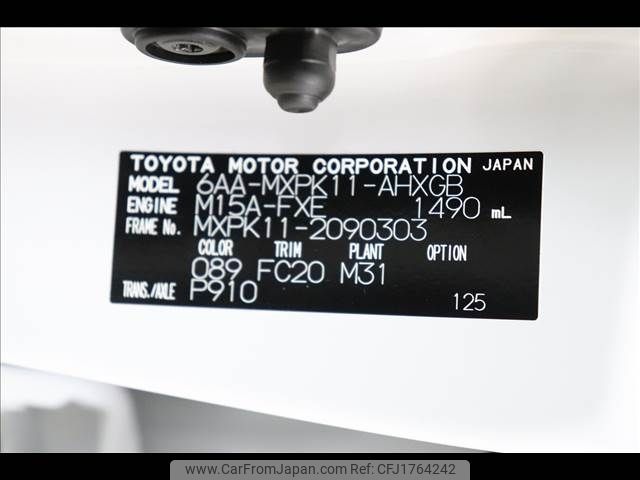 TOYOTA MOTOR CORPORATION JAPAN
MODEL 6AA-MXPK11-AHXGB
ENGINE M15A-FXE 1490 mL
FRAME No. MXPK11-2090303
COLOR TRIM PLANT OPTION
089 FC20 M31
TRANS./AXLE P910 125
www.CarFromJapan.com CFJ1764242